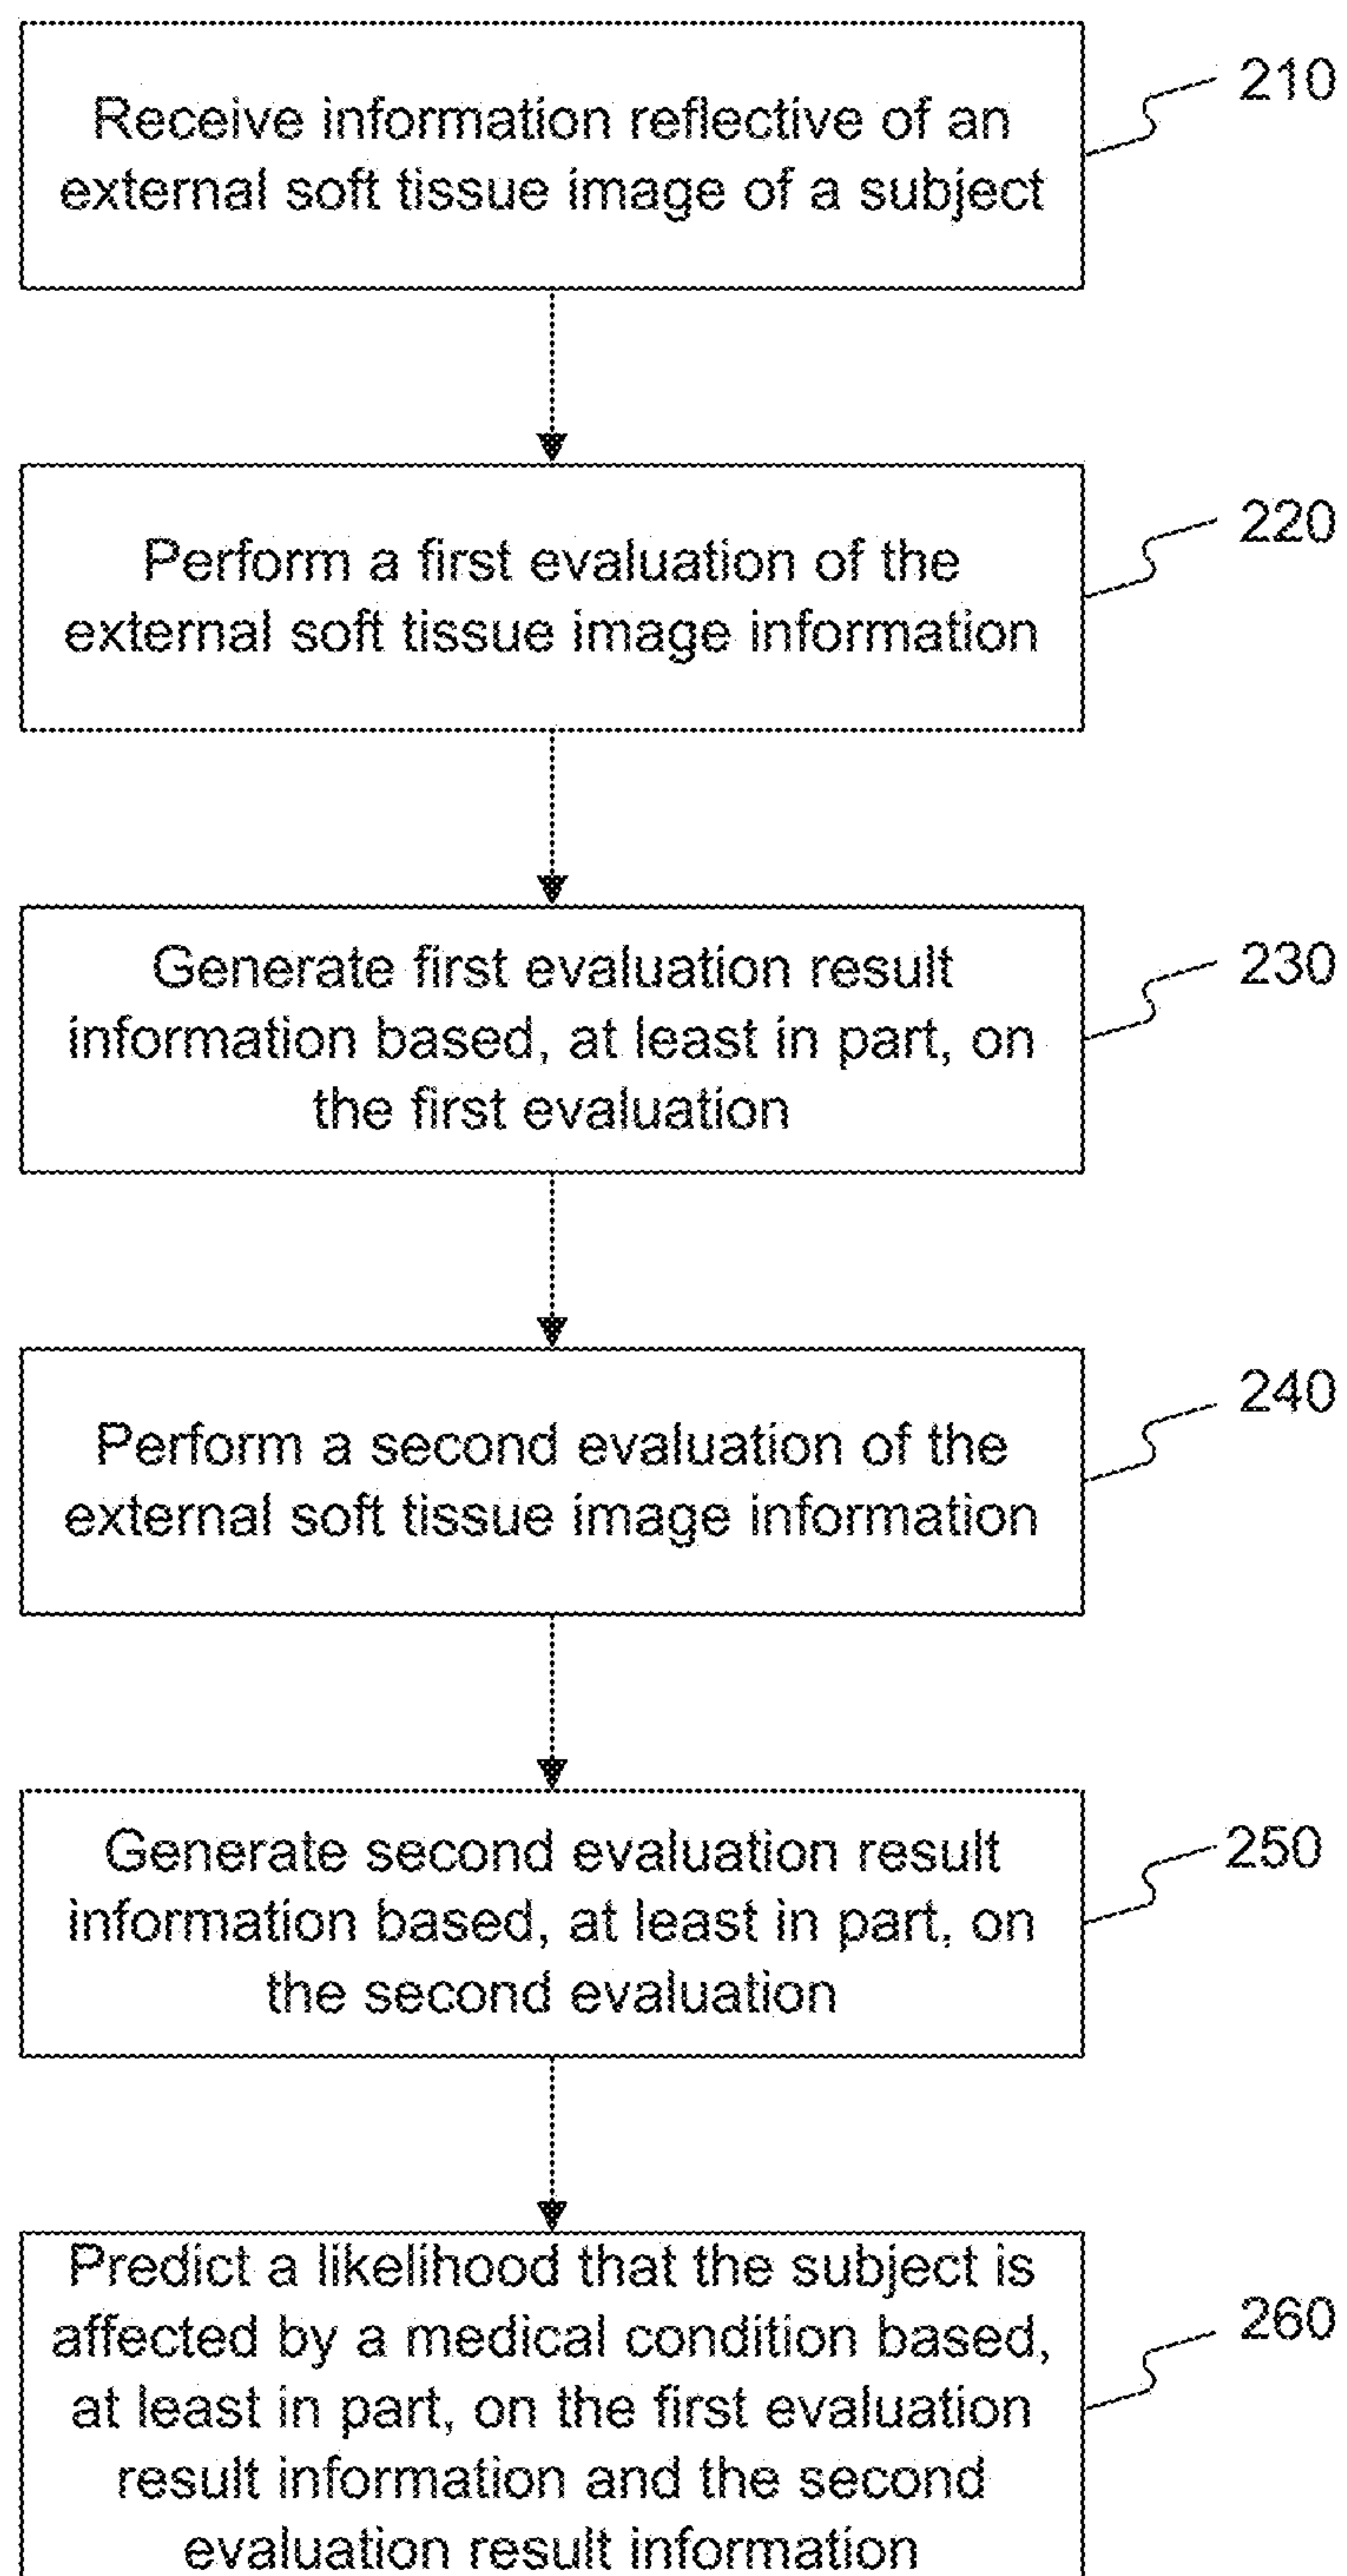 Receive information reflective of an
external soft tissue image of a subject
210
Perform a first evaluation of the
external soft tissue image information
220
Generate first evaluation result
information based, at least in part, on
the first evaluation
230
Perform a second evaluation of the
external soft tissue image information
240
Generate second evaluation result
information based, at least in part, on
the second evaluation
250
Predict a likelihood that the subject is
affected by a medical condition based,
at least in part, on the first evaluation
result information and the second
evaluation result information
260